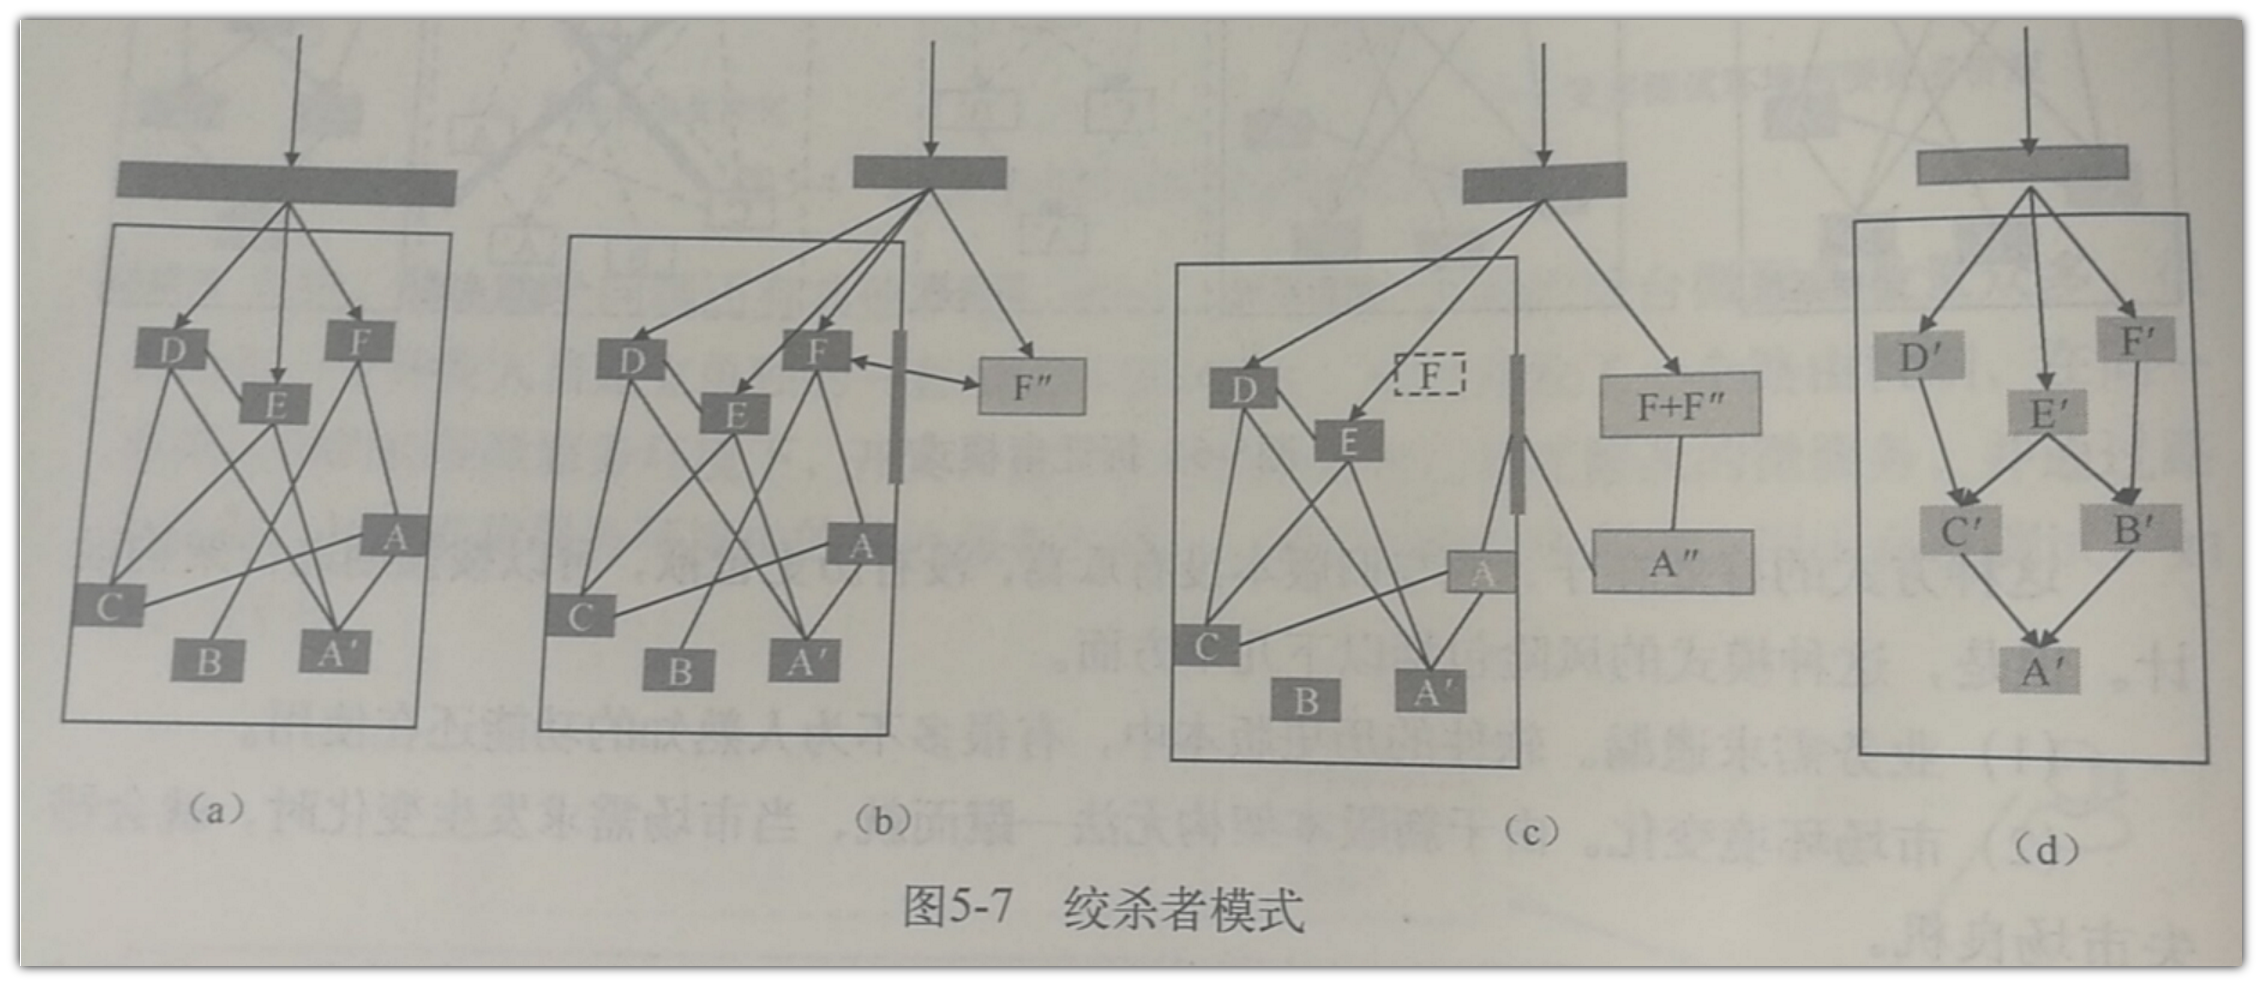 D F E A C B A′
D F E F″ A C B A′
D F E F+F″ A A″ C B A′
D′ F′ E′ C′ B′ A′
(a) (b) (c) (d)
图5-7 绞杀者模式